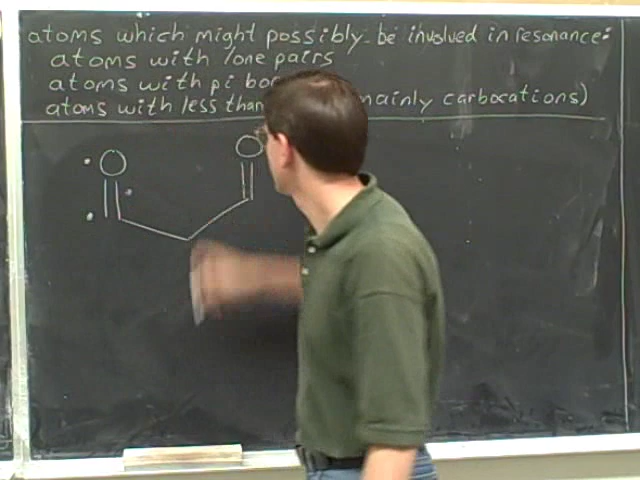 atoms which might possibly be involved in resonance:
atoms with lone pairs
atoms with pi
atoms with less than mainly carbocations)
O O